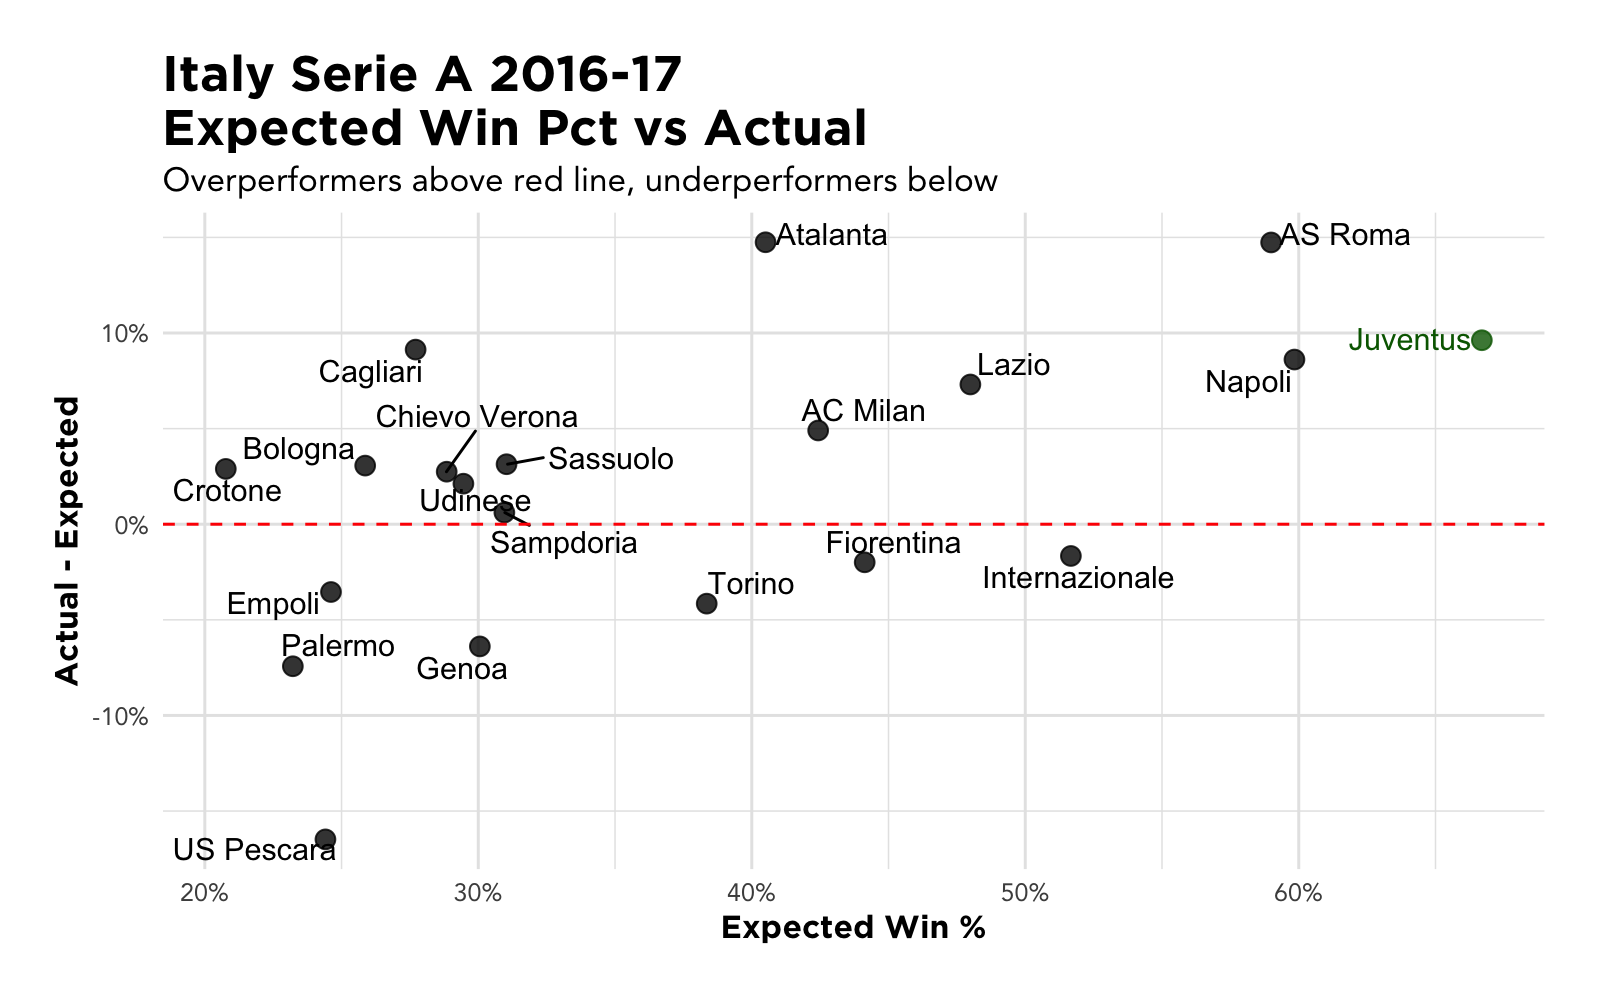 Italy Serie A 2016-17
Expected Win Pct vs Actual
Overperformers above red line, underperformers below
Atalanta
AS Roma
10%
Juventus
Cagliari
Lazio
Napoli
Chievo Verona
AC Milan
Bologna
Sassuolo
Crotone
Udinese
0%
Sampdoria
Fiorentina
Internazionale
Torino
Empoli
Palermo
Genoa
-10%
US Pescara
Actual - Expected
20% 30% 40% 50% 60%
Expected Win %